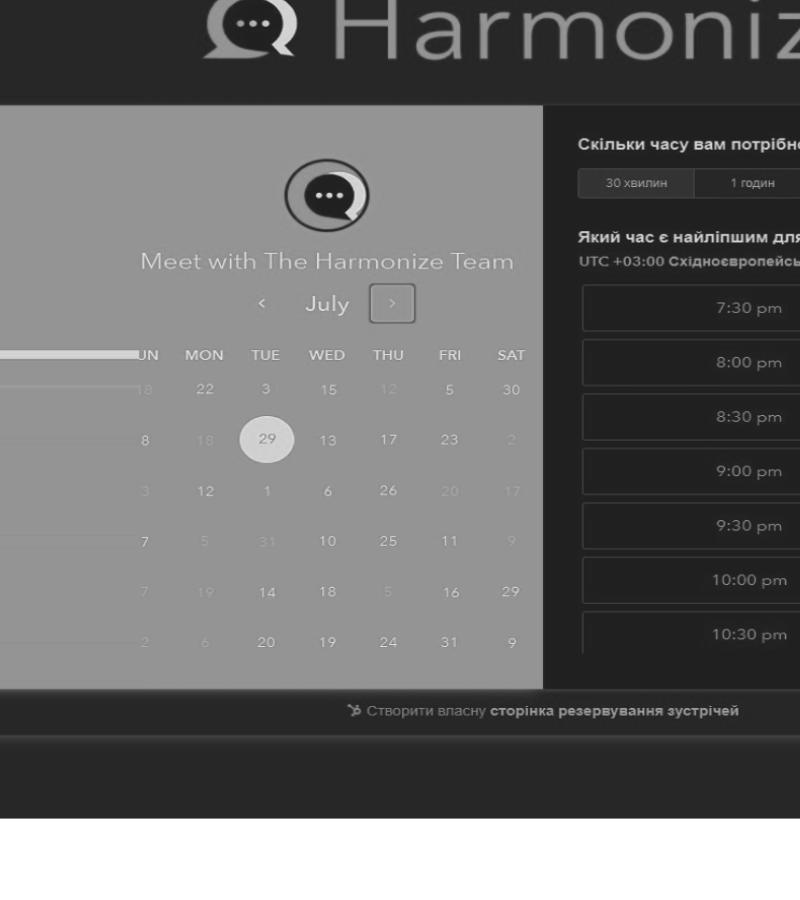 Harmoniz
Meet with The Harmonize Team
July
UN MON TUE WED THU FRI SAT
18 22 3 15 12 5 30
8 18 29 13 17 23 2
3 12 1 6 26 20 17
7 5 31 10 25 11 9
7 19 14 18 5 16 29
2 6 20 19 24 31 9
Скільки часу вам потрібно
30 хвилин 1 годин
Який час є найліпшим для
UTC +03:00 Східноєвропейсь
7:30 pm
8:00 pm
8:30 pm
9:00 pm
9:30 pm
10:00 pm
10:30 pm
Створити власну сторінка резервування зустрічей